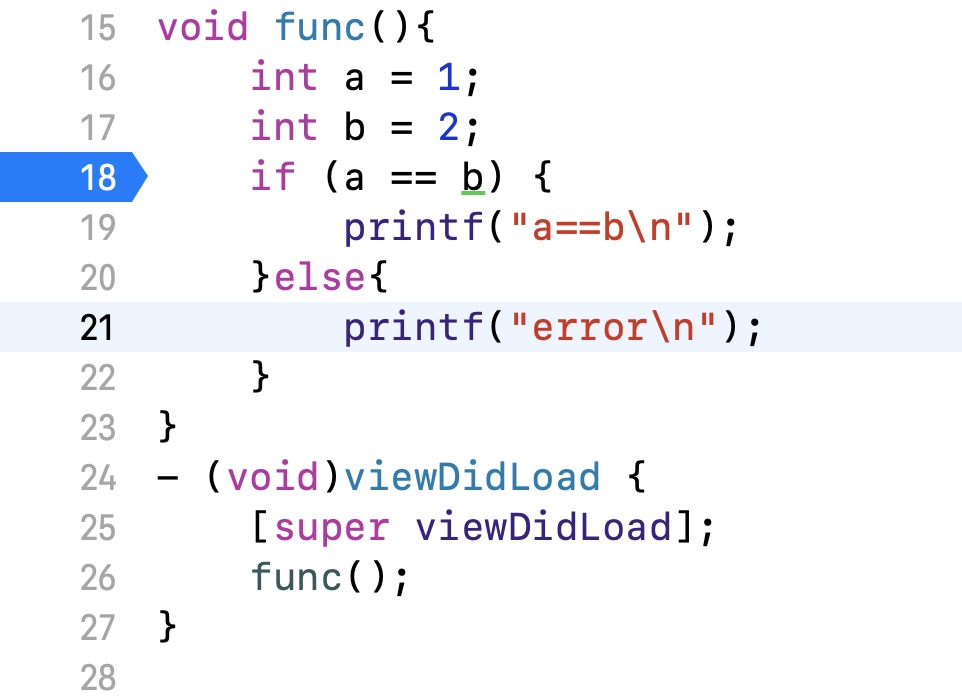 15 void func(){
16     int a = 1;
17     int b = 2;
18     if (a == b) {
19         printf("a==b\n");
20     }else{
21         printf("error\n");
22     }
23 }
24 - (void)viewDidLoad {
25     [super viewDidLoad];
26     func();
27 }
28